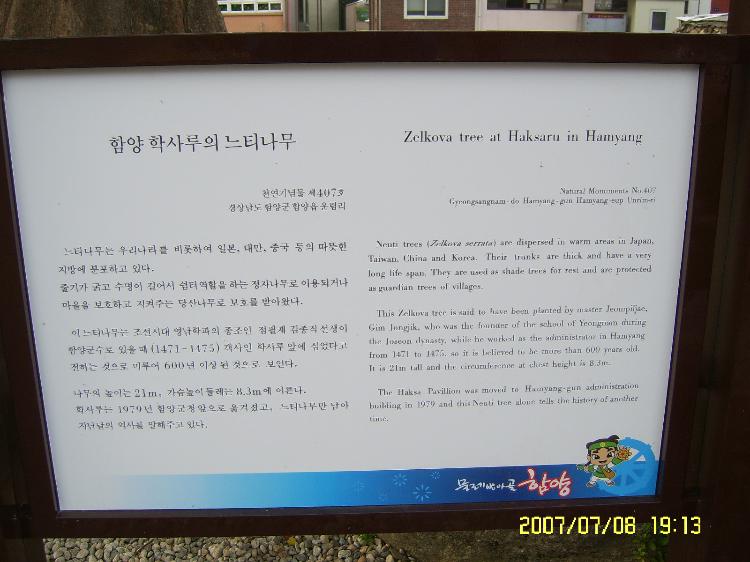 함양 학사루의 느티나무
천연기념물 제407호
경상남도 함양군 함양읍 운림리
느티나무는 우리나라를 비롯하여 일본, 대만, 중국 등의 따뜻한
지방에 분포하고 있다.
줄기가 굵고 수명이 길어서 쉼터역할을 하는 정자나무로 이용되거나
마을을 보호하고 지켜주는 당산나무로 보호를 받아왔다.
이 느티나무는 조선시대 영남학파의 종조인 점필재 김종직선생이
함양군수로 있을 때 (1471-1475) 객사인 학사루 앞에 심었다고
전하는 것으로 미루어 600년 이상 된 것으로 보인다.
나무의 높이는 21m, 가슴높이 둘레는 8.3m에 이른다.
학사루는 1979년 함양군청 앞으로 옮겨졌고, 느티나무만 남아
지난날의 역사를 말해주고 있다.
Zelkova tree at Haksaru in Hamyang
Natural Monuments No.407
Gyeongsangnam-do Hamyang-gun Hamyang-eup Unrim-ri
Neuti trees (Zelkova serrata) are dispersed in warm areas in Japan,
Taiwan, China and Korea. Their trunks are thick and have a very
long life span. They are used as shade trees for rest and are protected
as guardian trees of villages.
This Zelkova tree is said to have been planted by master Jeompiljae,
Gim Jongjik, who was the founder of the school of Yeongnam during
the Joseon dynasty, while he worked as the administrator in Hamyang
from 1471 to 1475. so it is believed to be more than 600 years old.
It is 21m tall and the circumference at chest height is 8.3m.
The Haksa Pavillion was moved to Hamyang-gun administration
building in 1979 and this Neuti tree alone tells the history of another
time.
물레방아골 함양
2007/07/08 19:13